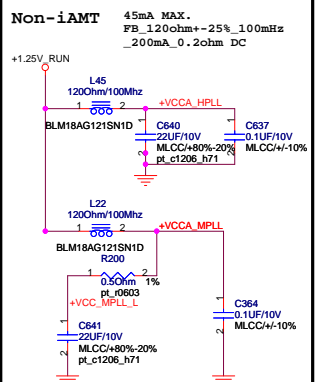 Non-iAMT
45mA MAX.
FB_120ohm+-25%_100mHz
_200mA_0.2ohm DC
+1.25V_RUN
L45
120Ohm/100Mhz
1 2
+VCCA_HPLL
BLM18AG121SN1D
C640
22UF/10V
MLCC/+80%-20%
pt_c1206_h71
1
2
C637
0.1UF/10V
MLCC/+/-10%
1
2
L22
120Ohm/100Mhz
1 2
+VCCA_MPLL
BLM18AG121SN1D
R200
1 2
0.5Ohm 1%
pt_r0603
+VCC_MPLL_L
C641
22UF/10V
MLCC/+80%-20%
pt_c1206_h71
1
2
C364
0.1UF/10V
MLCC/+/-10%
1
2